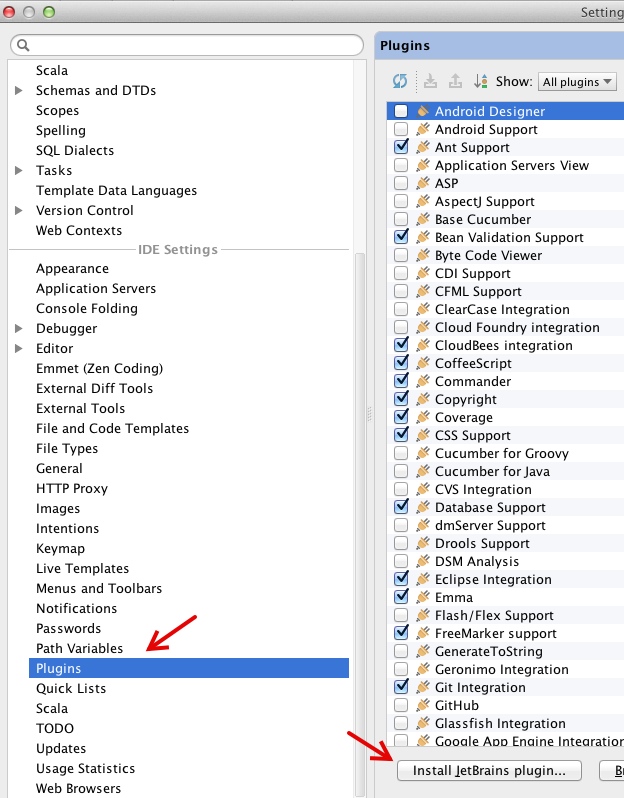 Setting
Scala
Schemas and DTDs
Scopes
Spelling
SQL Dialects
Tasks
Template Data Languages
Version Control
Web Contexts
IDE Settings
Appearance
Application Servers
Console Folding
Debugger
Editor
Emmet (Zen Coding)
External Diff Tools
External Tools
File and Code Templates
File Types
General
HTTP Proxy
Images
Intentions
Keymap
Live Templates
Menus and Toolbars
Notifications
Passwords
Path Variables
Plugins
Quick Lists
Scala
TODO
Updates
Usage Statistics
Web Browsers
Plugins
Show: All plugins
Android Designer
Android Support
Ant Support
Application Servers View
ASP
AspectJ Support
Base Cucumber
Bean Validation Support
Byte Code Viewer
CDI Support
CFML Support
ClearCase Integration
Cloud Foundry integration
CloudBees integration
CoffeeScript
Commander
Copyright
Coverage
CSS Support
Cucumber for Groovy
Cucumber for Java
CVS Integration
Database Support
dmServer Support
Drools Support
DSM Analysis
Eclipse Integration
Emma
Flash/Flex Support
FreeMarker support
GenerateToString
Geronimo Integration
Git Integration
GitHub
Glassfish Integration
Google App Engine Integration
Install JetBrains plugin...